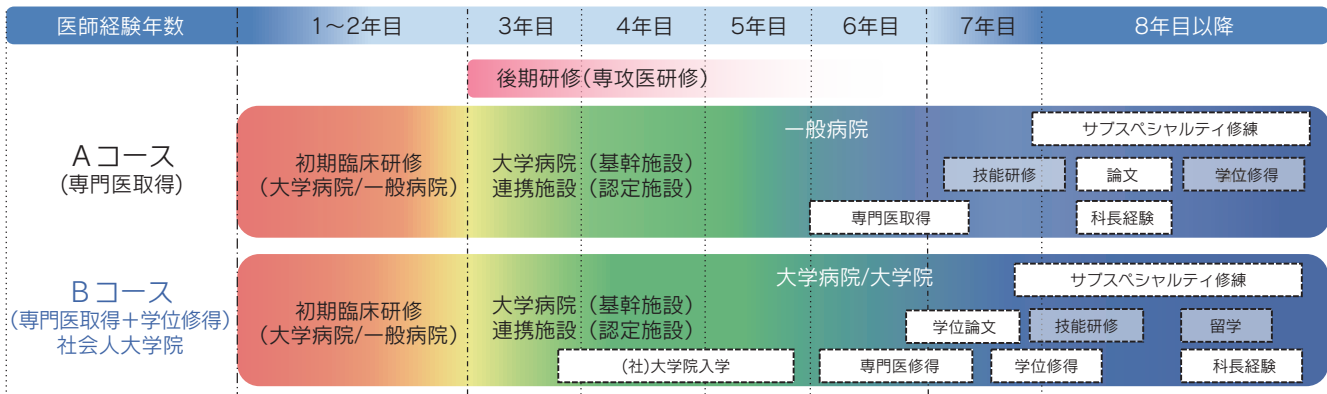 医師経験年数
1～2年目
3年目
4年目
5年目
6年目
7年目
8年目以降
後期研修(専攻医研修)
Aコース
(専門医取得)
初期臨床研修
(大学病院/一般病院)
大学病院（基幹施設）
連携施設（認定施設）
一般病院
サブスペシャルティ修練
技能研修
論文
学位修得
専門医取得
科長経験
Bコース
(専門医取得＋学位修得)
社会人大学院
初期臨床研修
(大学病院/一般病院)
大学病院（基幹施設）
連携施設（認定施設）
大学病院/大学院
サブスペシャルティ修練
学位論文
技能研修
留学
(社)大学院入学
専門医修得
学位修得
科長経験